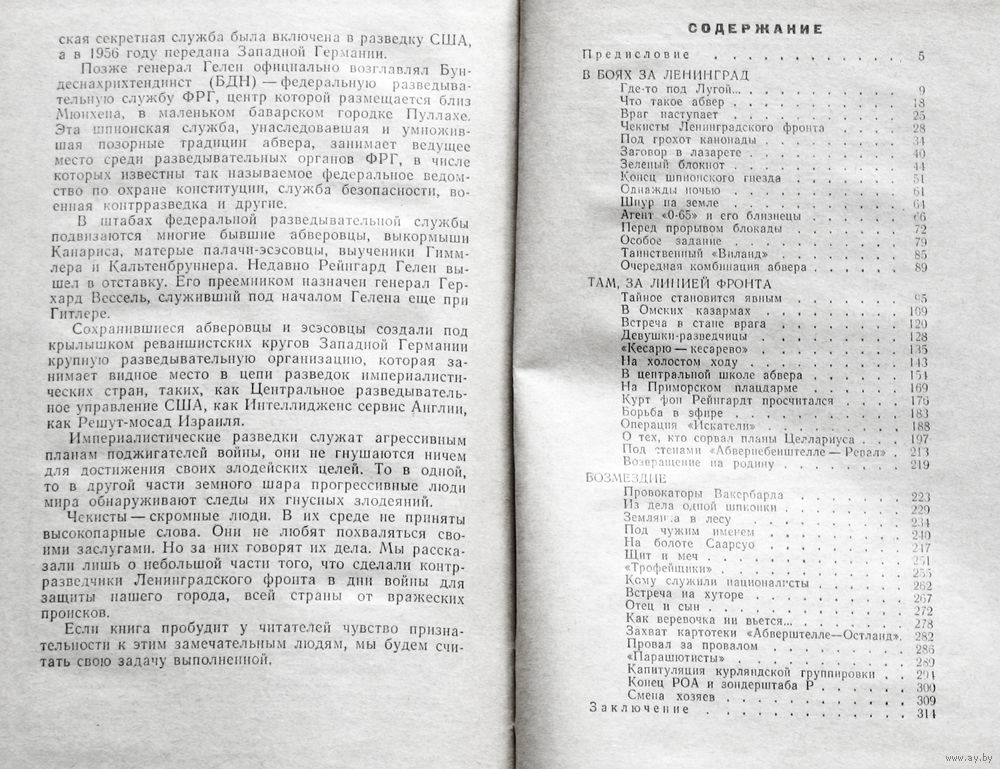 ская секретная служба была включена в разведку США,
а в 1956 году передана Западной Германии.
Позже генерал Гелен официально возглавлял Бун-
деснахрихтендинст (БДН) — федеральную разведыва-
тельную службу ФРГ, центр которой размещается близ
Мюнхена, в маленьком баварском городке Пуллахе.
Эта шпионская служба, унаследовавшая и умножив-
шая позорные традиции абвера, занимает ведущее
место среди разведывательных органов ФРГ, в числе
которых известны так называемое федеральное ведом-
ство по охране конституции, служба безопасности, во-
енная контрразведка и другие.
В штабах федеральной разведывательной службы
подвизаются многие бывшие абверовцы, выкормыши
Канариса, матерые палачи-эсэсовцы, выученики Гимм-
лера и Кальтенбруннера. Недавно Рейнгард Гелен вы-
шел в отставку. Его преемником назначен генерал Гер-
хард Вессель, служивший под началом Гелена еще при
Гитлере.
Сохранившиеся абверовцы и эсэсовцы создали под
крылышком реваншистских кругов Западной Германии
крупную разведывательную организацию, которая за-
нимает видное место в цепи разведок империалисти-
ческих стран, таких, как Центральное разведыватель-
ное управление США, как Интеллидженс сервис Англии,
как Решут-мосад Израиля.
Империалистические разведки служат агрессивным
планам поджигателей войны, они не гнушаются ничем
для достижения своих злодейских целей. То в одной,
то в другой части земного шара прогрессивные люди
мира обнаруживают следы их гнусных злодеяний.
Чекисты — скромные люди. В их среде не приняты
высокопарные слова. Они не любят похваляться сво-
ими заслугами. Но за них говорят их дела. Мы расска-
зали лишь о небольшой части того, что сделали контр-
разведчики Ленинградского фронта в дни войны для
защиты нашего города, всей страны от вражеских
происков.
Если книга пробудит у читателей чувство призна-
тельности к этим замечательным людям, мы будем счи-
тать свою задачу выполненной.
СОДЕРЖАНИЕ
Предисловие . . . . . . . . 5
В БОЯХ ЗА ЛЕНИНГРАД
Где-то под Лугой... . . . . . . . 9
Что такое абвер . . . . . . . . 18
Враг наступает . . . . . . . . 25
Чекисты Ленинградского фронта . . . . 28
Под грохот канонады . . . . . . . 34
Заговор в лазарете . . . . . . . 40
Зеленый блокнот . . . . . . . . 44
Конец шпионского гнезда . . . . . . 51
Однажды ночью . . . . . . . . 61
Шнур на земле . . . . . . . . 64
Агент «0-65» и его близнецы . . . . . 66
Перед прорывом блокады . . . . . . 72
Особое задание . . . . . . . . 79
Таинственный «Виланд» . . . . . . 85
Очередная комбинация абвера . . . . . 89
ТАМ, ЗА ЛИНИЕЙ ФРОНТА
Тайное становится явным . . . . . . 95
В Омских казармах . . . . . . . 109
Встреча в стане врага . . . . . . 120
Девушки-разведчицы . . . . . . . 128
«Кесарю — кесарево» . . . . . . . 135
На холостом ходу . . . . . . . . 143
В центральной школе абвера . . . . . 154
На Приморском плацдарме . . . . . 169
Курт фон Рейнгардт просчитался . . . . 176
Борьба в эфире . . . . . . . . 183
Операция «Искатели» . . . . . . . 188
О тех, кто сорвал планы Целлариуса . . . 197
Под стенами «Абвернебенштелле — Ревал» . 213
Возвращение на родину . . . . . . 219
ВОЗМЕЗДИЕ
Провокаторы Вакербарда . . . . . . 223
Из дела одной шпионки . . . . . . 229
Землянка в лесу . . . . . . . . 234
Под чужим именем . . . . . . . 240
На болоте Саарсуо . . . . . . . 247
Щит и меч . . . . . . . . . 251
«Трофейщики» . . . . . . . . 255
Кому служили националисты . . . . . 262
Встреча на хуторе . . . . . . . 267
Отец и сын . . . . . . . . . 272
Как веревочка ни вьется... . . . . . 278
Захват картотеки «Абверштелле—Остланд». 282
Провал за провалом . . . . . . . 286
«Парашютисты» . . . . . . . . 289
Капитуляция курляндской группировки . . 294
Конец РОА и зондерштаба Р . . . . . 300
Смена хозяев . . . . . . . . 309
Заключение . . . . . . . . . 314
www.ay.by